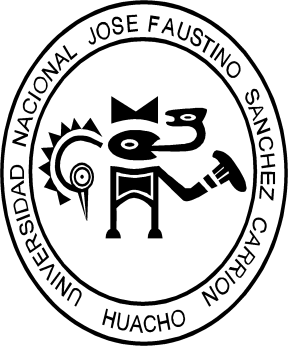 UNIVERSIDAD NACIONAL JOSE FAUSTINO SANCHEZ CARRION
HUACHO